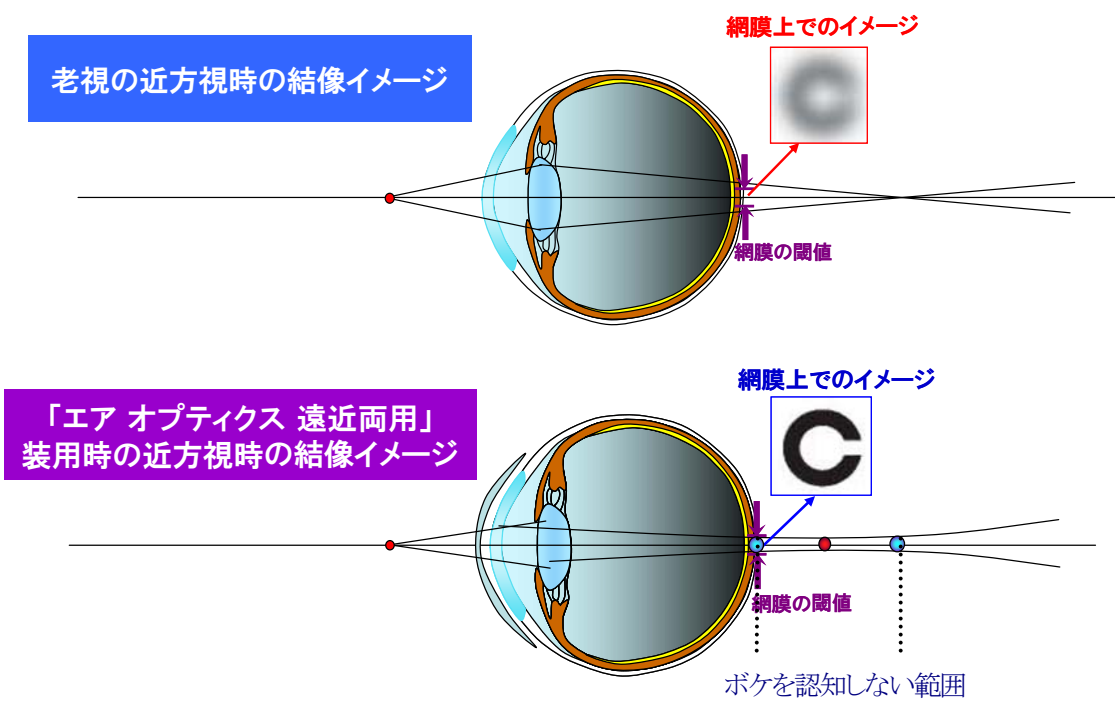 網膜上でのイメージ
老視の近方視時の結像イメージ
網膜の閾値
網膜上でのイメージ
「エア オプティクス 遠近両用」
装用時の近方視時の結像イメージ
網膜の閾値
ボケを認知しない範囲